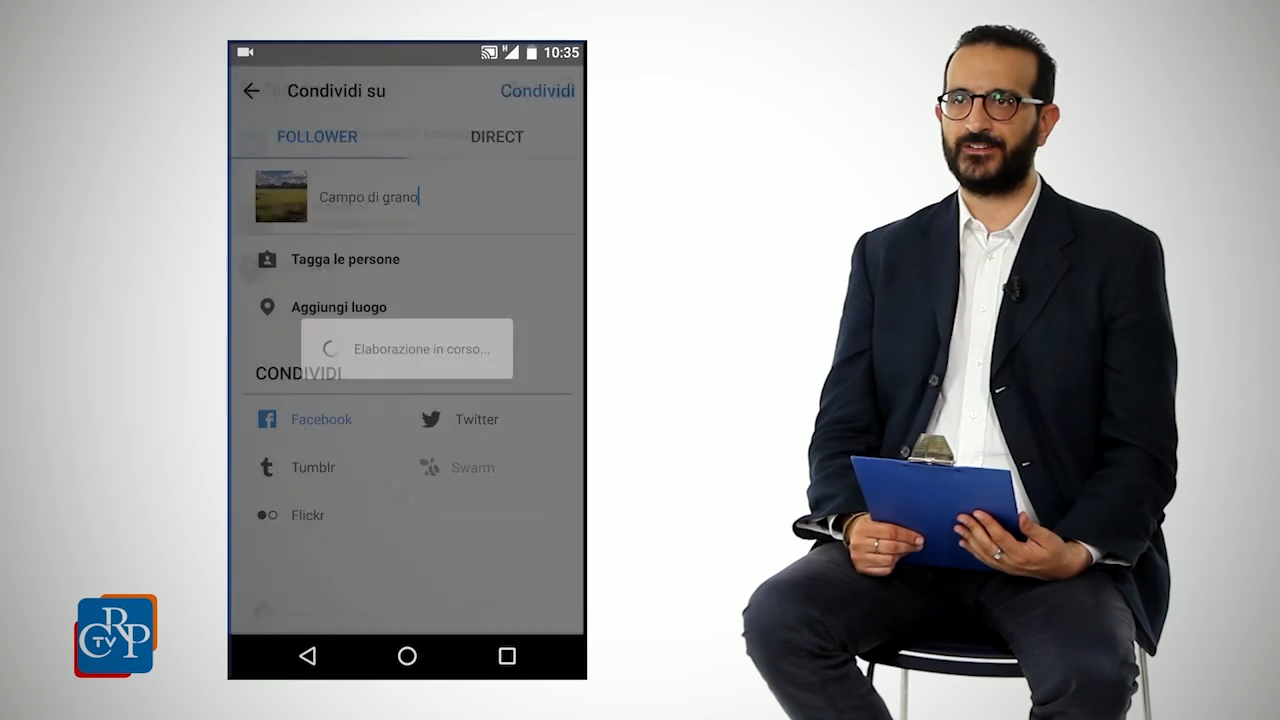 H 10:35
Condividi su Condividi
FOLLOWER DIRECT
Campo di grano
Tagga le persone
Aggiungi luogo
Elaborazione in corso...
CONDIVIDI
Facebook Twitter
Tumblr Swarm
Flickr
CRP
TV